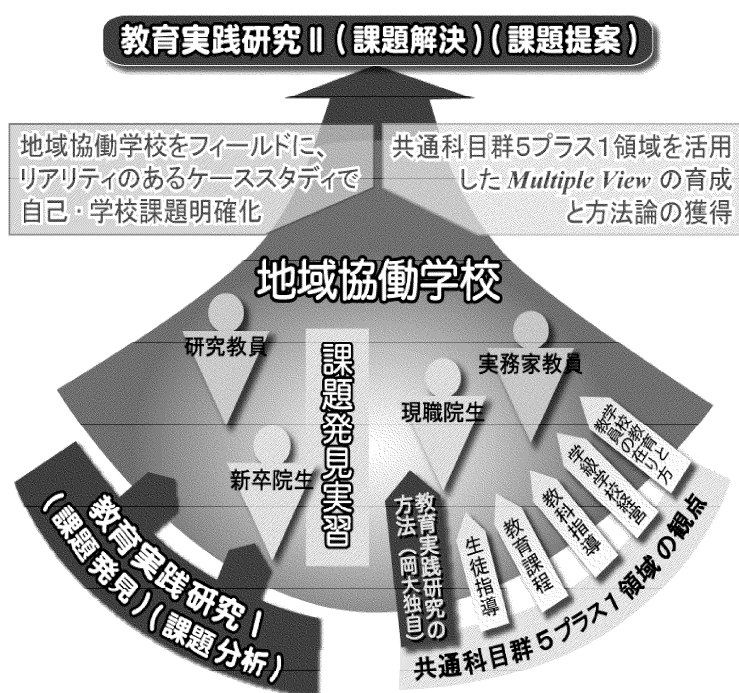 教育実践研究Ⅱ(課題解決)(課題提案)
地域協働学校をフィールドに、
リアリティのあるケーススタディで
自己・学校課題明確化
共通科目群5プラス1領域を活用
した Multiple View の育成
と方法論の獲得
地域協働学校
研究教員
新卒院生
課題発見実習
現職院生
実務家教員
教育実践研究Ⅰ
(課題発見)(課題分析)
教育実践研究の
方法(岡大独自)
生徒指導
教育課程
教科指導
学級学校経営
学校教育と
教員の在り方
共通科目群5プラス1領域の観点